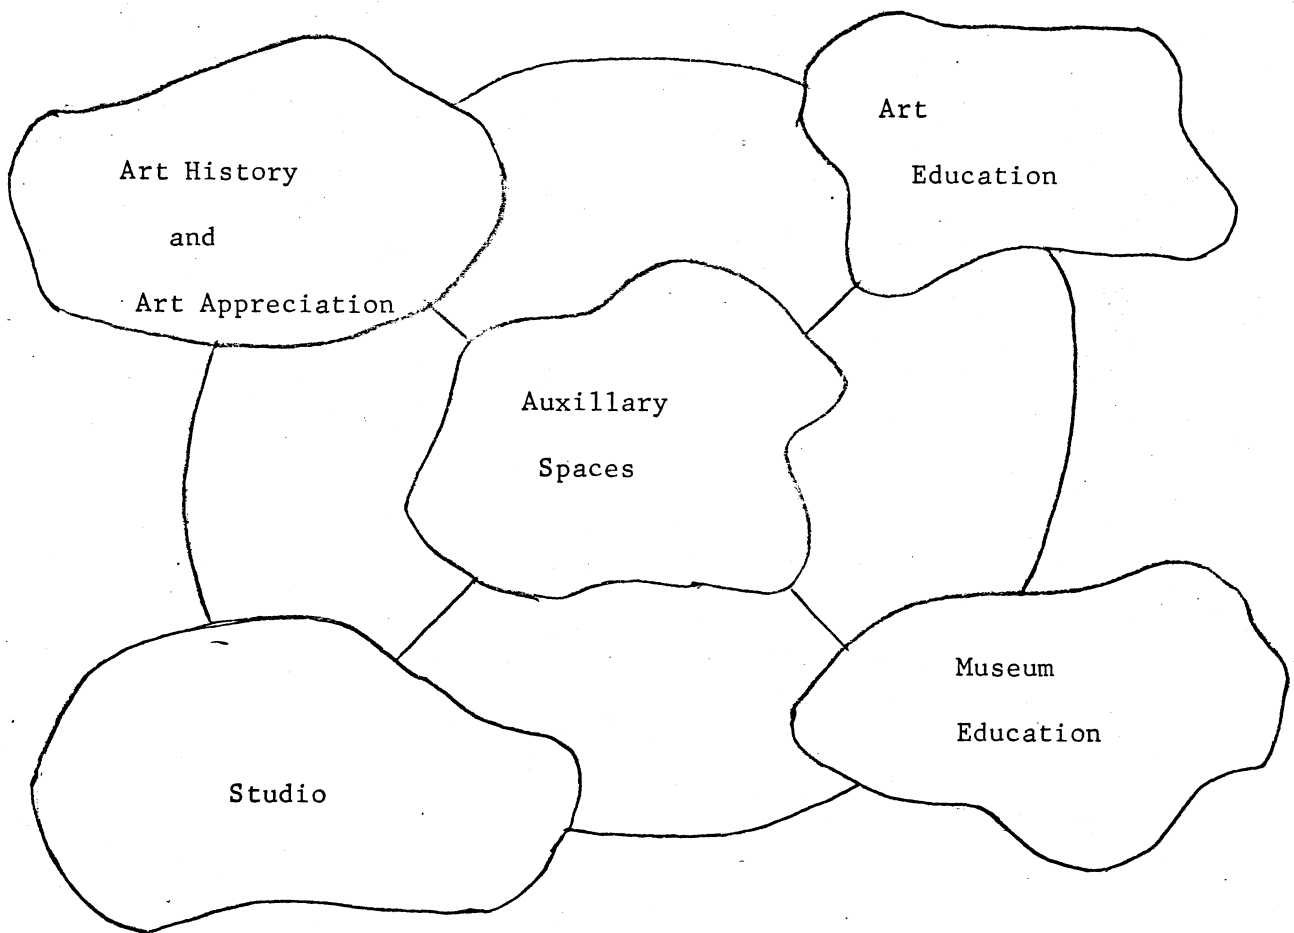 Art History
and
Art Appreciation
Art
Education
Auxillary
Spaces
Studio
Museum
Education